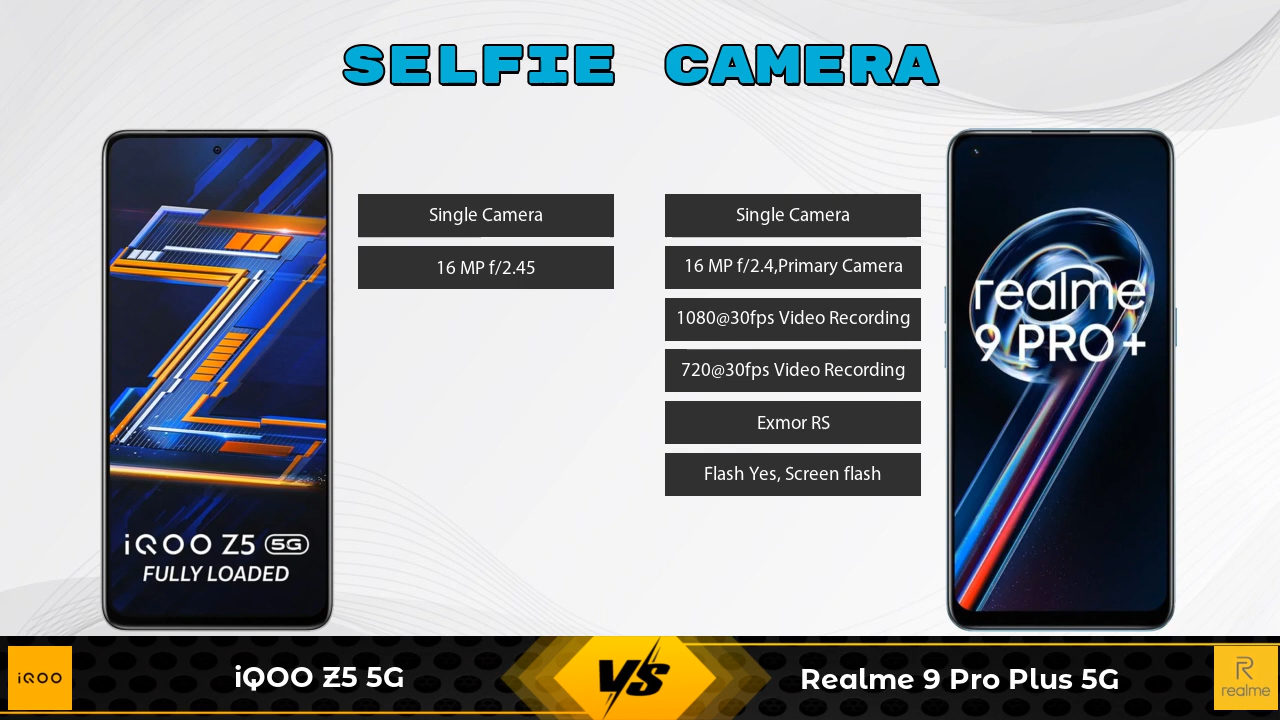 SELFIE CAMERA
Single Camera
16 MP f/2.45
Single Camera
16 MP f/2.4,Primary Camera
1080@30fps Video Recording
720@30fps Video Recording
Exmor RS
Flash Yes, Screen flash
iQOO Z5 5G
FULLY LOADED
realme
9 PRO+
iQOO
iQOO Z5 5G
VS
Realme 9 Pro Plus 5G
R
realme